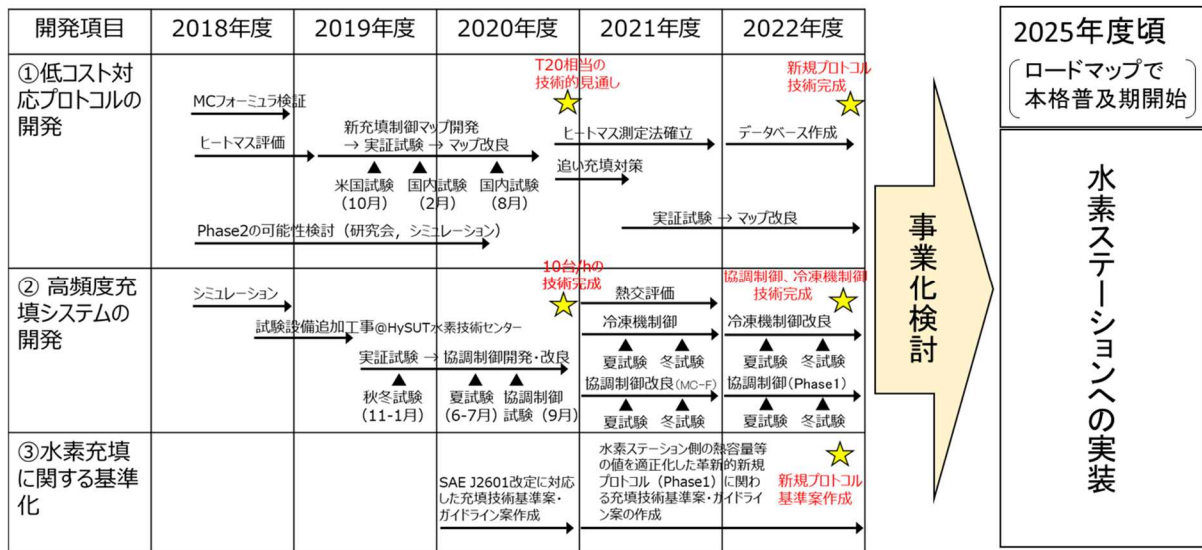 開発項目
2018年度
2019年度
2020年度
2021年度
2022年度
①低コスト対
応プロトコルの
開発
MCフォーミュラ検証
ヒートマス評価
新充填制御マップ開発
→ 実証試験 → マップ改良
▲
▲
▲
米国試験
(10月)
国内試験
(2月)
国内試験
(8月)
Phase2の可能性検討（研究会，シミュレーション）
T20相当の
技術的見通し
ヒートマス測定法確立
追い充填対策
実証試験 → マップ改良
新規プロトコル
技術完成
データベース作成
② 高頻度充
填システムの
開発
シミュレーション
試験設備追加工事@HySUT水素技術センター
実証試験 → 協調制御開発・改良
▲
▲
▲
秋冬試験
(11-1月)
夏試験
(6-7月)
協調制御
試験（9月）
10台/hの
技術完成
熱交評価
冷凍機制御
▲
▲
夏試験
冬試験
協調制御改良(MC-F)
▲
▲
夏試験
冬試験
協調制御、冷凍機制御
技術完成
冷凍機制御改良
▲
▲
夏試験
冬試験
協調制御(Phase1)
▲
▲
夏試験
冬試験
③水素充填
に関する基準
化
SAE J2601改定に対応
した充填技術基準案・
ガイドライン案作成
水素ステーション側の熱容量等
の値を適正化した革新的新規
プロトコル（Phase1）に関わ
る充填技術基準案・ガイドライ
ン案の作成
新規プロトコル
基準案作成
事業化検討
2025年度頃
ロードマップで
本格普及期開始
水素ステーションへの実装